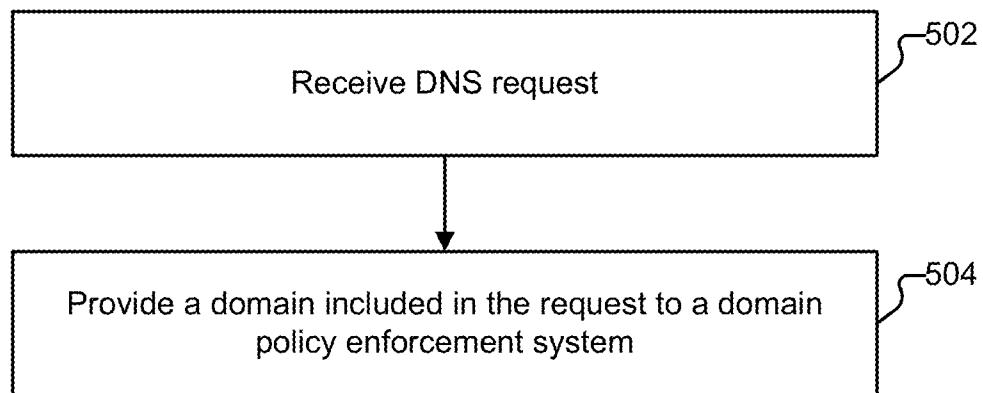 502
Receive DNS request
504
Provide a domain included in the request to a domain
policy enforcement system